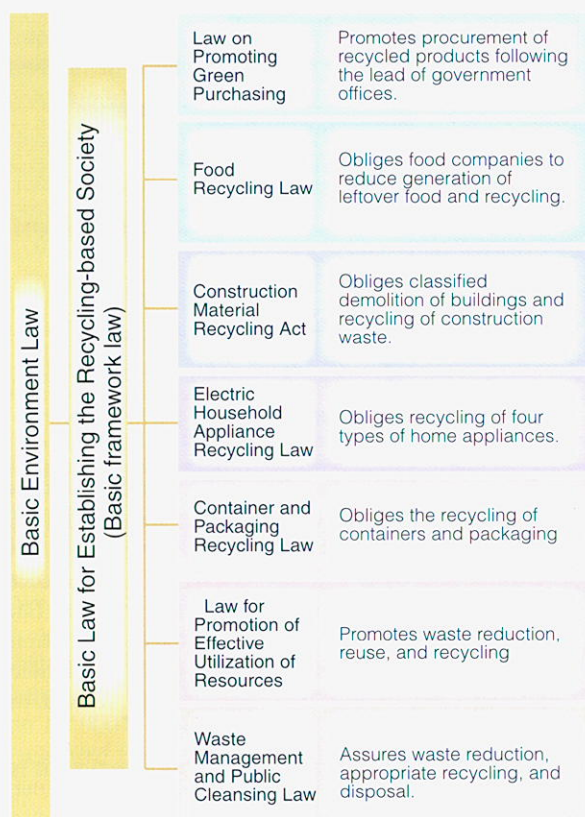 Basic Environment Law
Basic Law for Establishing the Recycling-based Society
(Basic framework law)
Law on
Promoting
Green
Purchasing
Promotes procurement of
recycled products following
the lead of government
offices.
Food
Recycling Law
Obliges food companies to
reduce generation of
leftover food and recycling.
Construction
Material
Recycling Act
Obliges classified
demolition of buildings and
recycling of construction
waste.
Electric
Household
Appliance
Recycling Law
Obliges recycling of four
types of home appliances.
Container and
Packaging
Recycling Law
Obliges the recycling of
containers and packaging
Law for
Promotion of
Effective
Utilization of
Resources
Promotes waste reduction,
reuse, and recycling
Waste
Management
and Public
Cleansing Law
Assures waste reduction,
appropriate recycling, and
disposal.